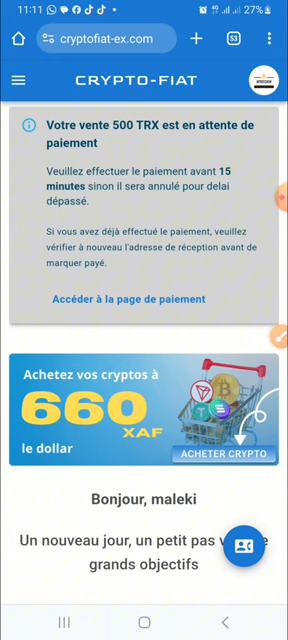 11:11
27%
cryptofiat-ex.com
53
CRYPTO-FIAT
Votre vente 500 TRX est en attente de
paiement
Veuillez effectuer le paiement avant 15
minutes sinon il sera annulé pour delai
dépassé.
Si vous avez déjà effectué le paiement, veuillez
vérifier à nouveau l'adresse de réception avant de
marquer payé.
Accéder à la page de paiement
Achetez vos cryptos à
660
XAF
le dollar
ACHETER CRYPTO
Bonjour, maleki
Un nouveau jour, un petit pas v
grands objectifs